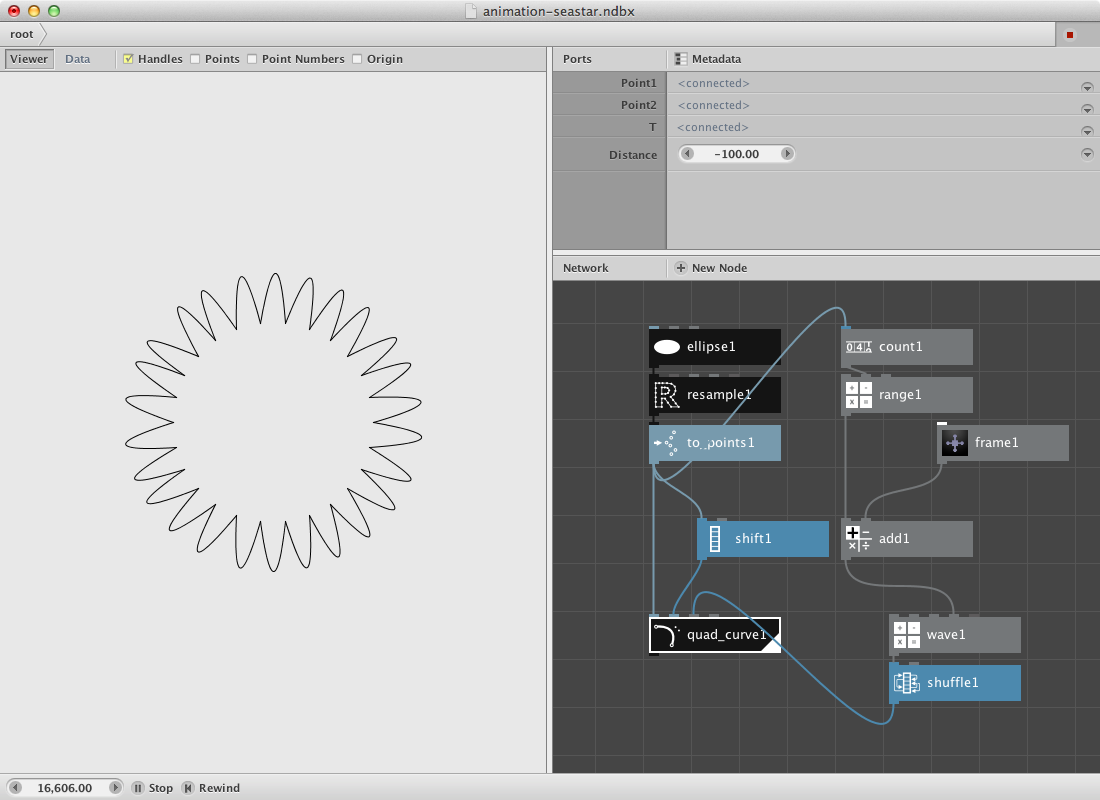 animation-seastar.ndbx
root
Viewer Data Handles Points Point Numbers Origin
Ports Metadata
Point1 <connected>
Point2 <connected>
T <connected>
Distance -100.00
Network New Node
ellipse1 count1
resample1 range1
to_points1 frame1
shift1 add1
quad_curve1 wave1
shuffle1
16,606.00 Stop Rewind